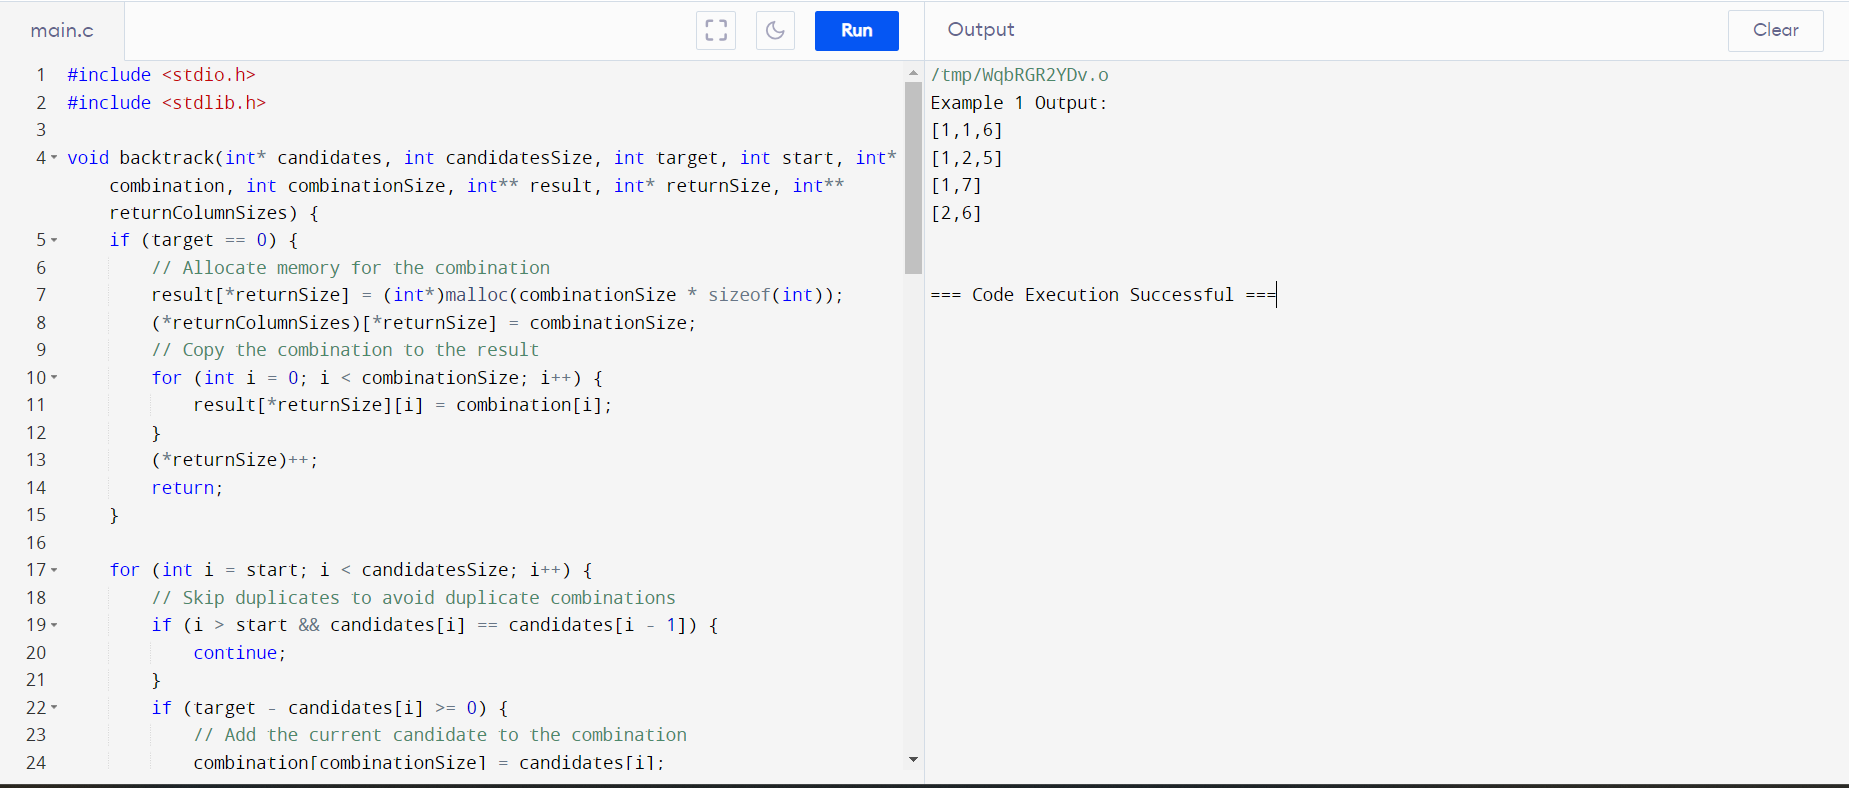 main.c
Run
1 #include <stdio.h>
2 #include <stdlib.h>
3
4 void backtrack(int* candidates, int candidatesSize, int target, int start, int*
combination, int combinationSize, int** result, int* returnSize, int**
returnColumnSizes) {
5 if (target == 0) {
6 // Allocate memory for the combination
7 result[*returnSize] = (int*)malloc(combinationSize * sizeof(int));
8 (*returnColumnSizes)[*returnSize] = combinationSize;
9 // Copy the combination to the result
10 for (int i = 0; i < combinationSize; i++) {
11 result[*returnSize][i] = combination[i];
12 }
13 (*returnSize)++;
14 return;
15 }
16
17 for (int i = start; i < candidatesSize; i++) {
18 // Skip duplicates to avoid duplicate combinations
19 if (i > start && candidates[i] == candidates[i - 1]) {
20 continue;
21 }
22 if (target - candidates[i] >= 0) {
23 // Add the current candidate to the combination
24 combination[combinationSize] = candidates[i];
Output
Clear
/tmp/WqbRGR2YDv.o
Example 1 Output:
[1,1,6]
[1,2,5]
[1,7]
[2,6]
=== Code Execution Successful ===